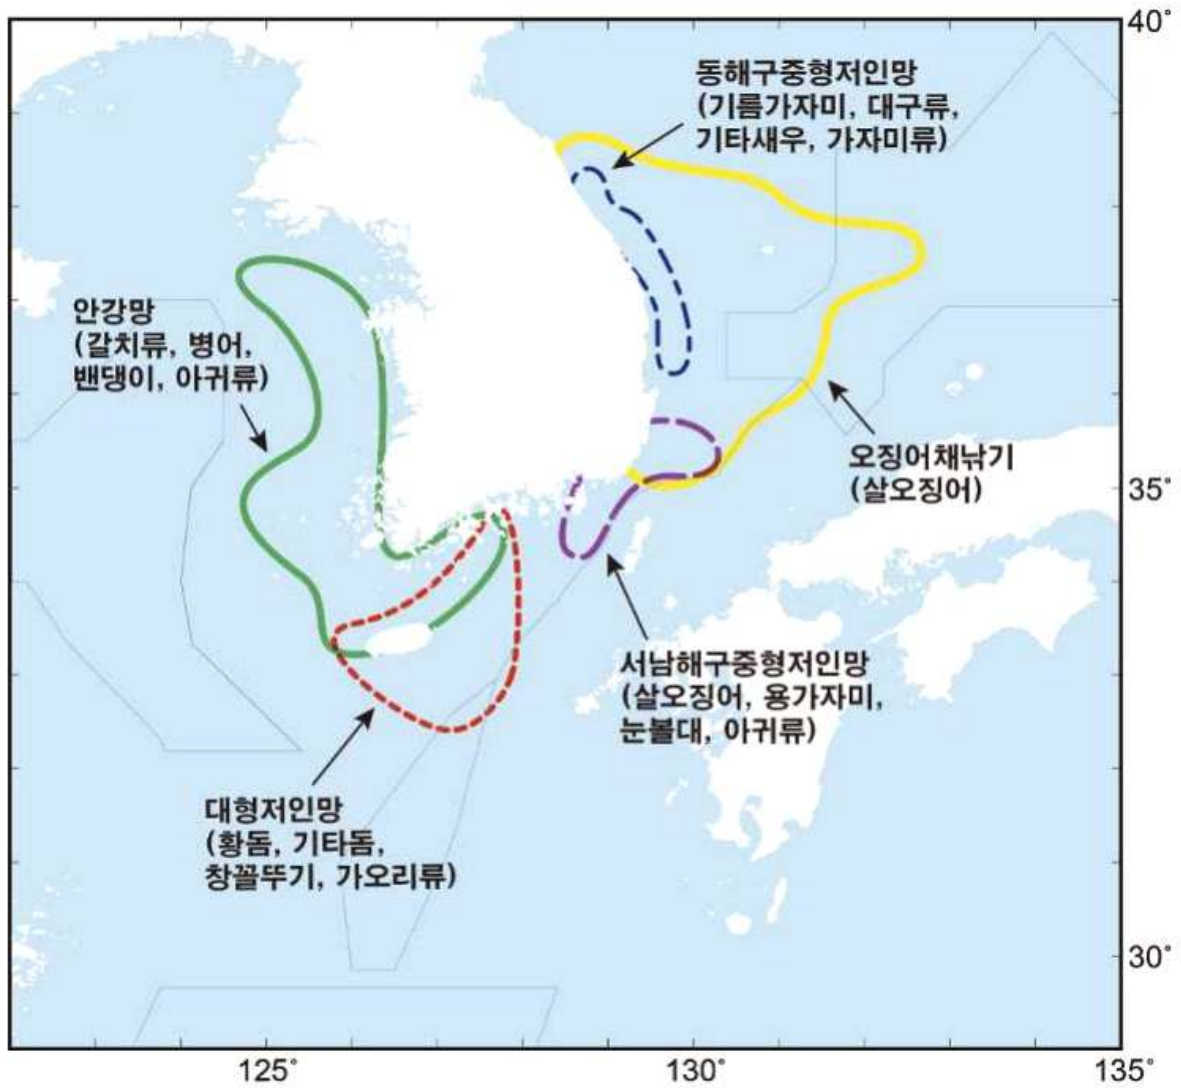 40°
동해구중형저인망
(기름가자미, 대구류,
기타새우, 가자미류)
안강망
(갈치류, 병어,
밴댕이, 아귀류)
오징어채낚기
(살오징어)
35°
서남해구중형저인망
(살오징어, 용가자미,
눈볼대, 아귀류)
대형저인망
(황돔, 기타돔,
창꼴뚜기, 가오리류)
30°
125°
130°
135°